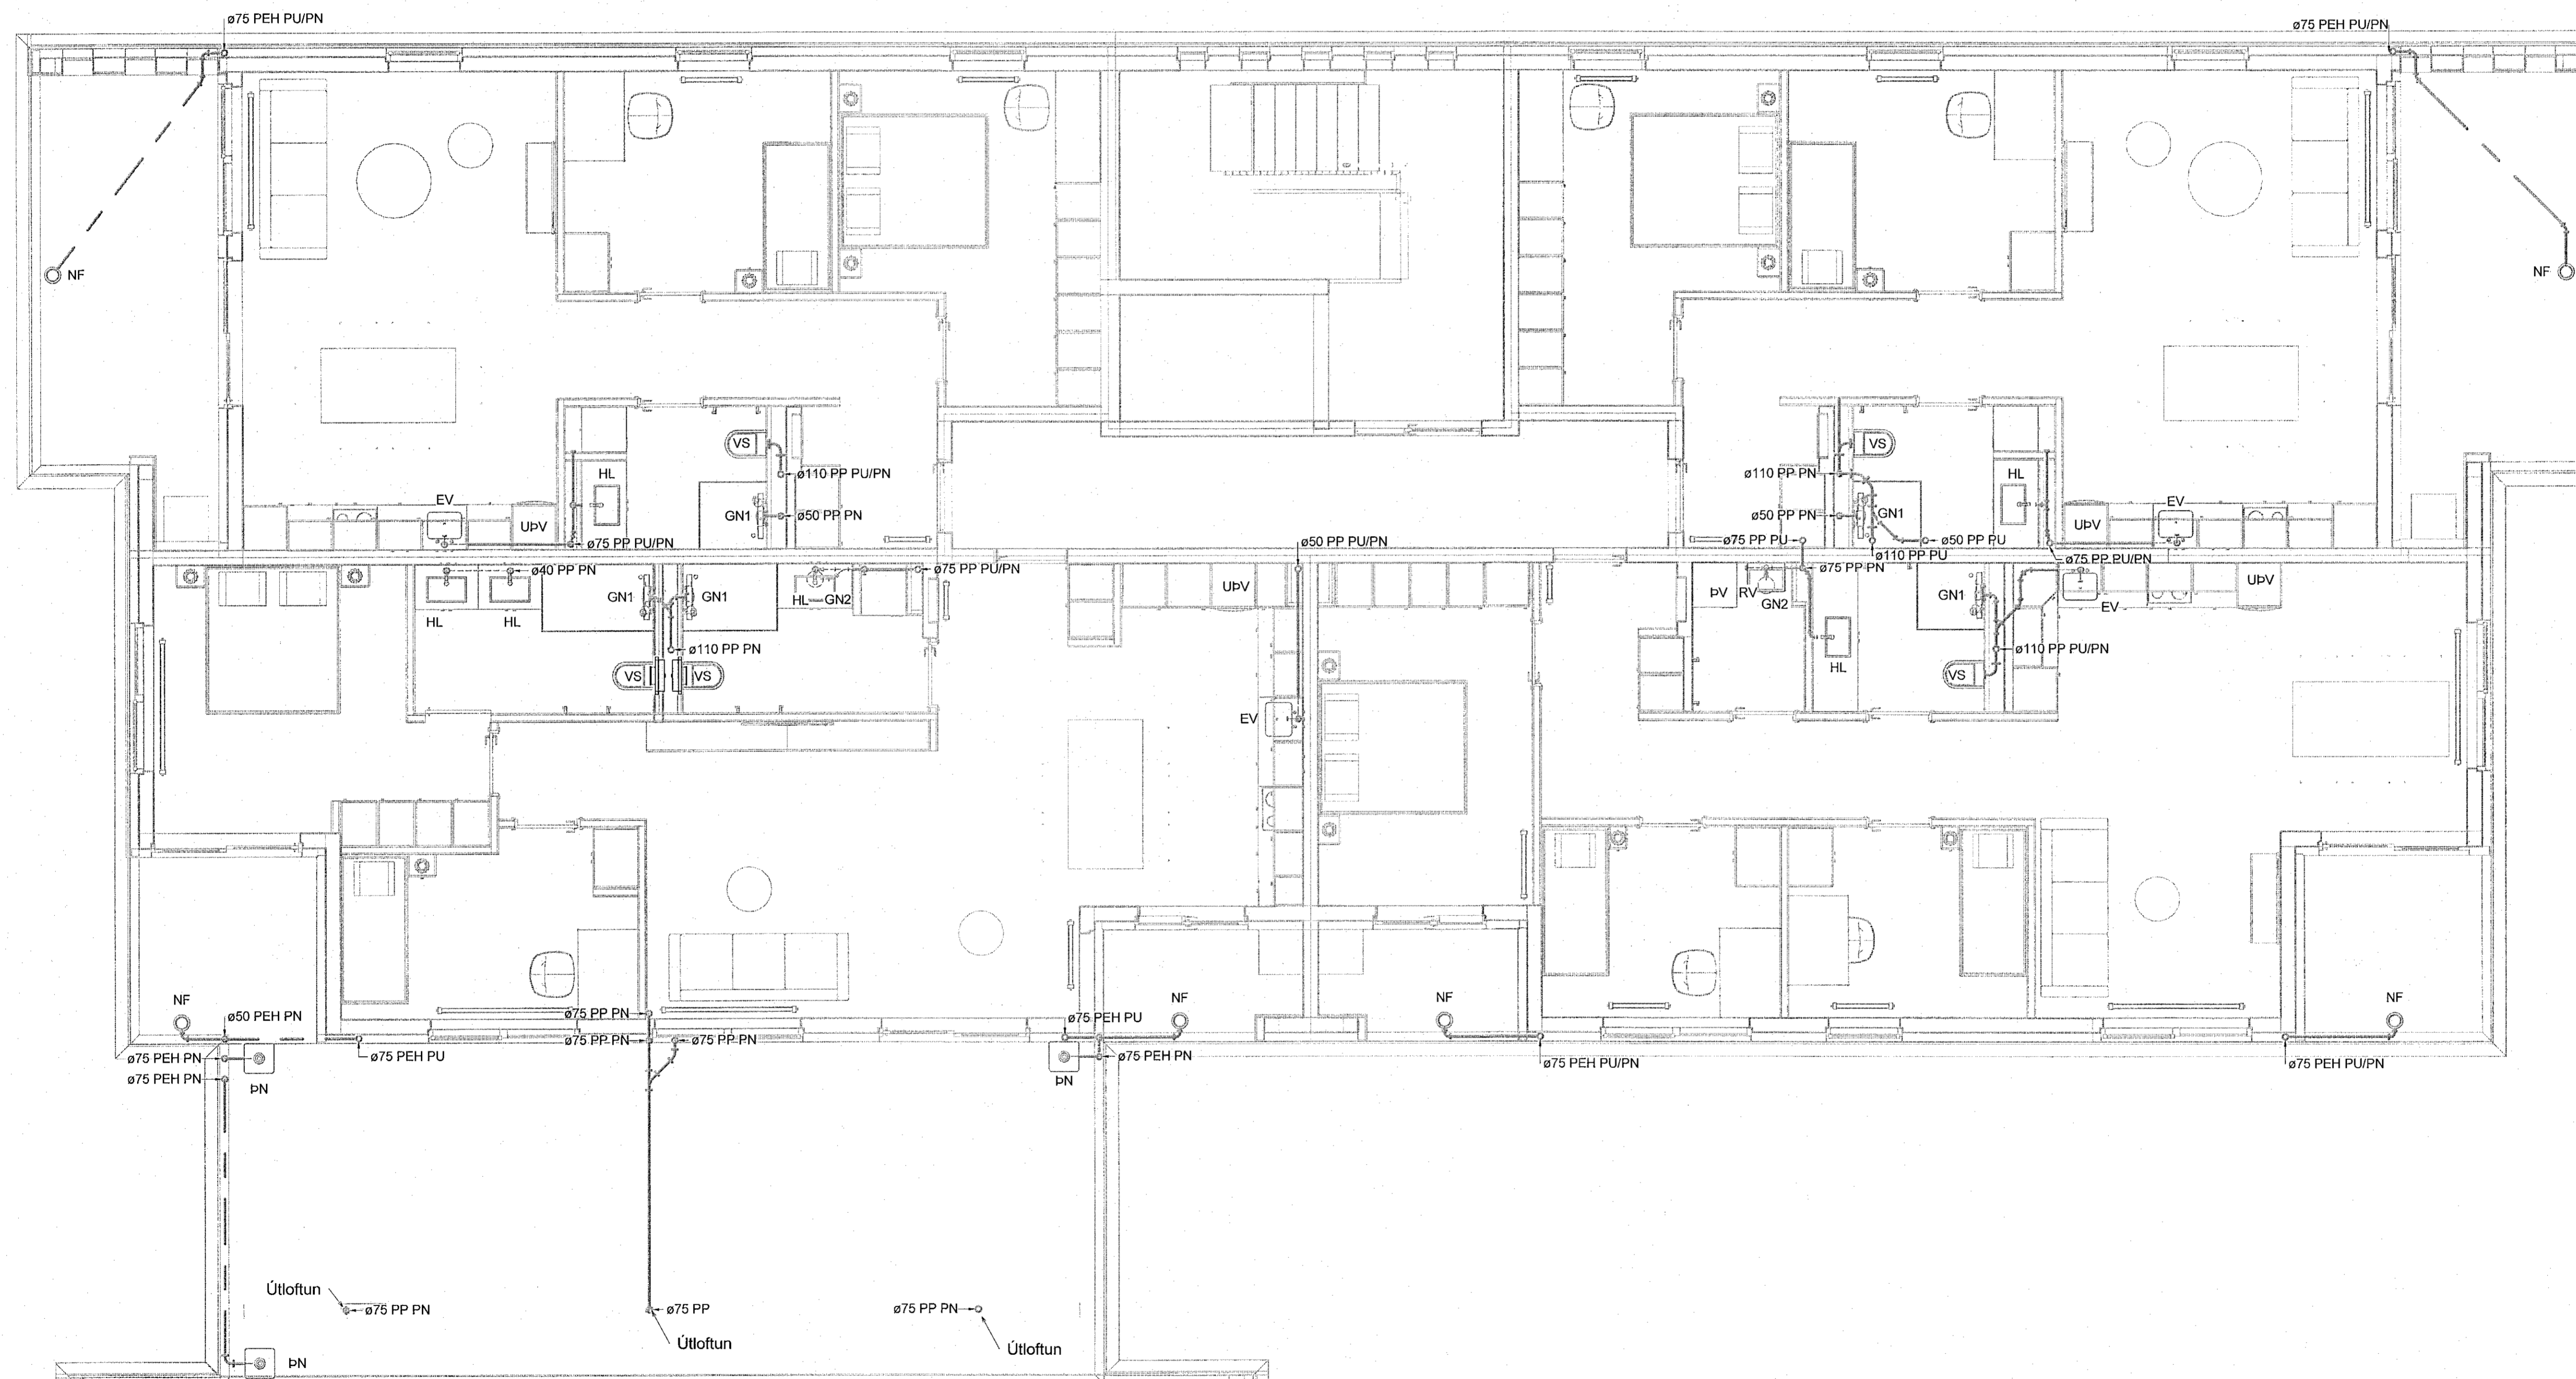 ø75 PEH PU/PN
ø75 PEH PU/PN
NF
NF
VS
VS
HL
HL
ø110 PP PU/PN
ø110 PP PN
EV
EV
UÞV
GN1
ø50 PP PN
ø50 PP PN
GN1
UÞV
ø75 PP PU/PN
ø50 PP PU/PN
ø75 PP PU
ø50 PP PU
ø110 PP PU
ø75 PP PU/PN
ø40 PP PN
ø75 PP PU/PN
ø75 PP PN
UÞV
UÞV
GN1
GN1
HL
GN2
ÞV
RV
GN2
GN1
EV
HL
HL
ø110 PP PN
ø110 PP PU/PN
HL
VS
VS
VS
EV
NF
NF
NF
NF
ø50 PEH PN
ø75 PP PN
ø75 PEH PU
ø75 PP PN
ø75 PP PN
ø75 PEH PN
ø75 PEH PU
ø75 PEH PN
ø75 PEH PU/PN
ø75 PEH PU/PN
ø75 PEH PN
ÞN
ÞN
Útloftun
ø75 PP PN
ø75 PP
ø75 PP PN
Útloftun
Útloftun
ÞN